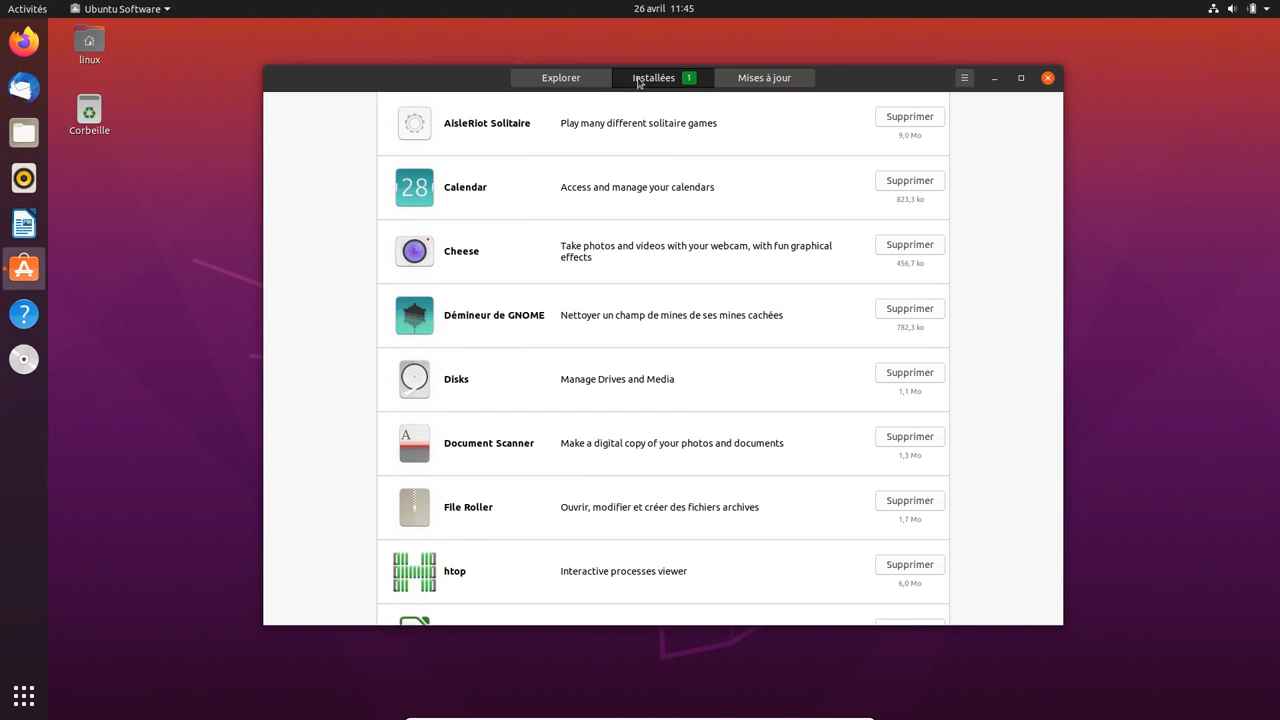 Activités
Ubuntu Software
26 avril 11:45
linux
Corbeille
Explorer
Installées 1
Mises à jour
AisleRiot Solitaire
Play many different solitaire games
Supprimer
9,0 Mo
28
Calendar
Access and manage your calendars
Supprimer
823,3 ko
Cheese
Take photos and videos with your webcam, with fun graphical
effects
Supprimer
456,7 ko
Démineur de GNOME
Nettoyer un champ de mines de ses mines cachées
Supprimer
782,3 ko
Disks
Manage Drives and Media
Supprimer
1,1 Mo
A
Document Scanner
Make a digital copy of your photos and documents
Supprimer
1,3 Mo
File Roller
Ouvrir, modifier et créer des fichiers archives
Supprimer
1,7 Mo
htop
Interactive processes viewer
Supprimer
6,0 Mo